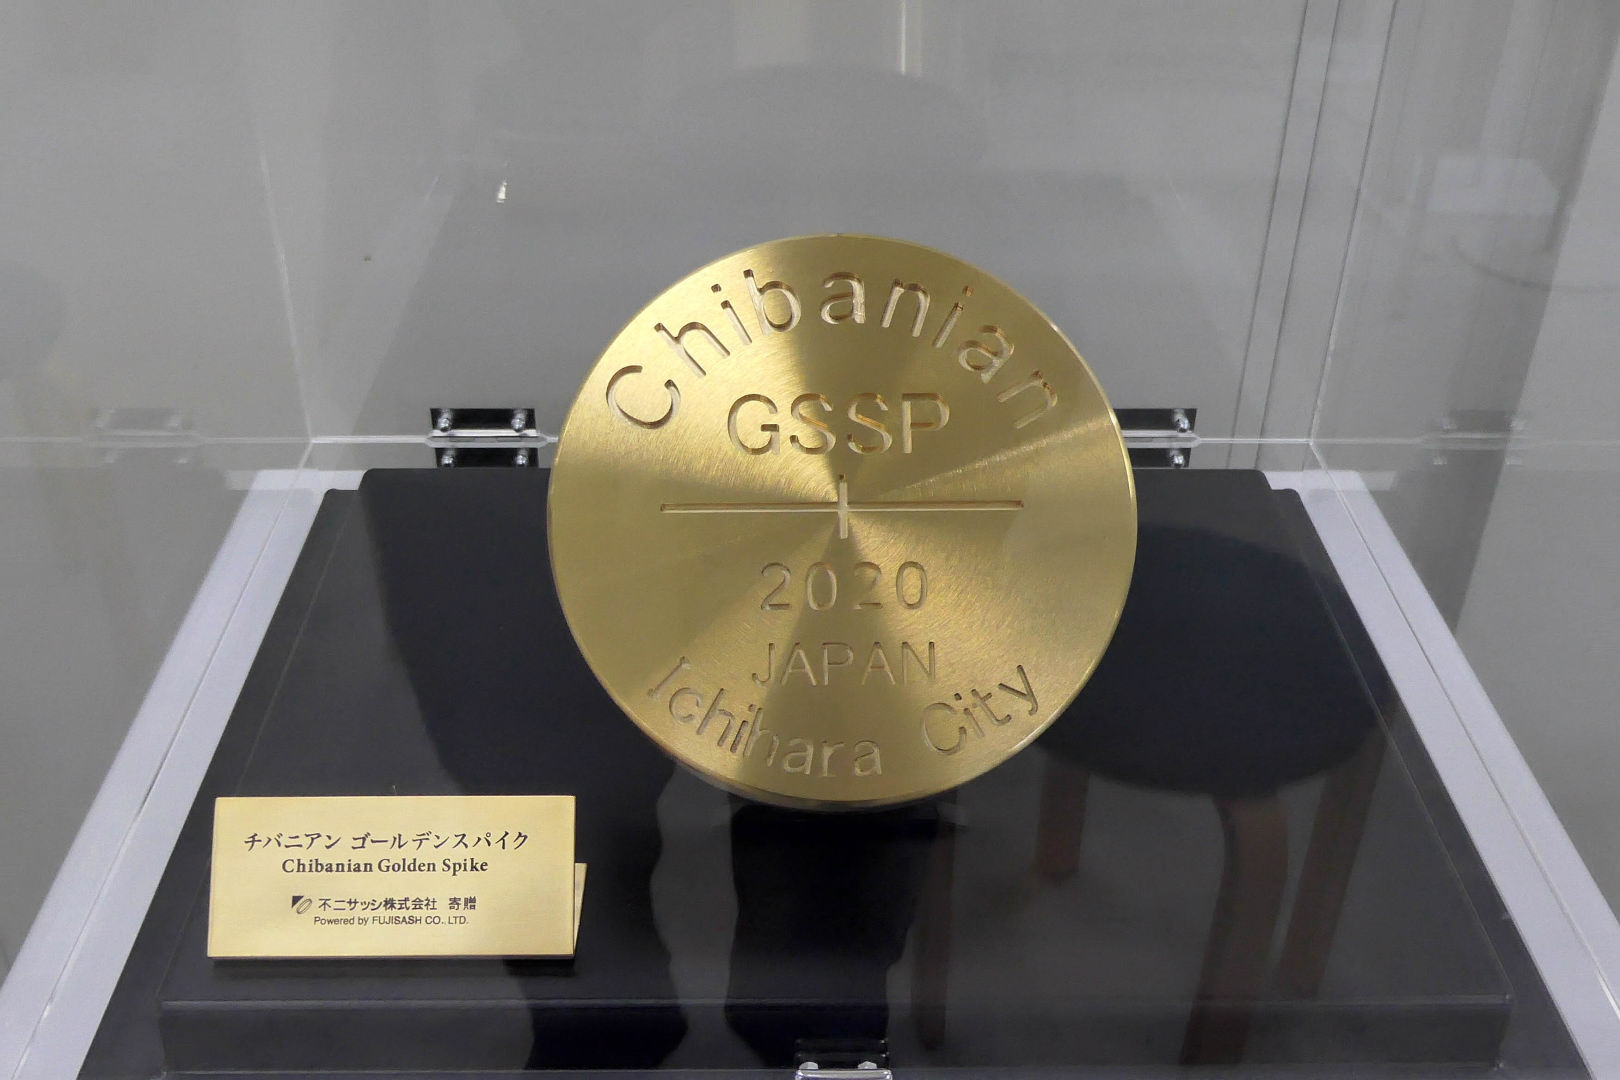 Chibanian
GSSP
2020
JAPAN
Ichihara City
チバニアン ゴールデンスパイク
Chibanian Golden Spike
不二サッシ株式会社 寄贈
Powered by FUJISASH CO., LTD.